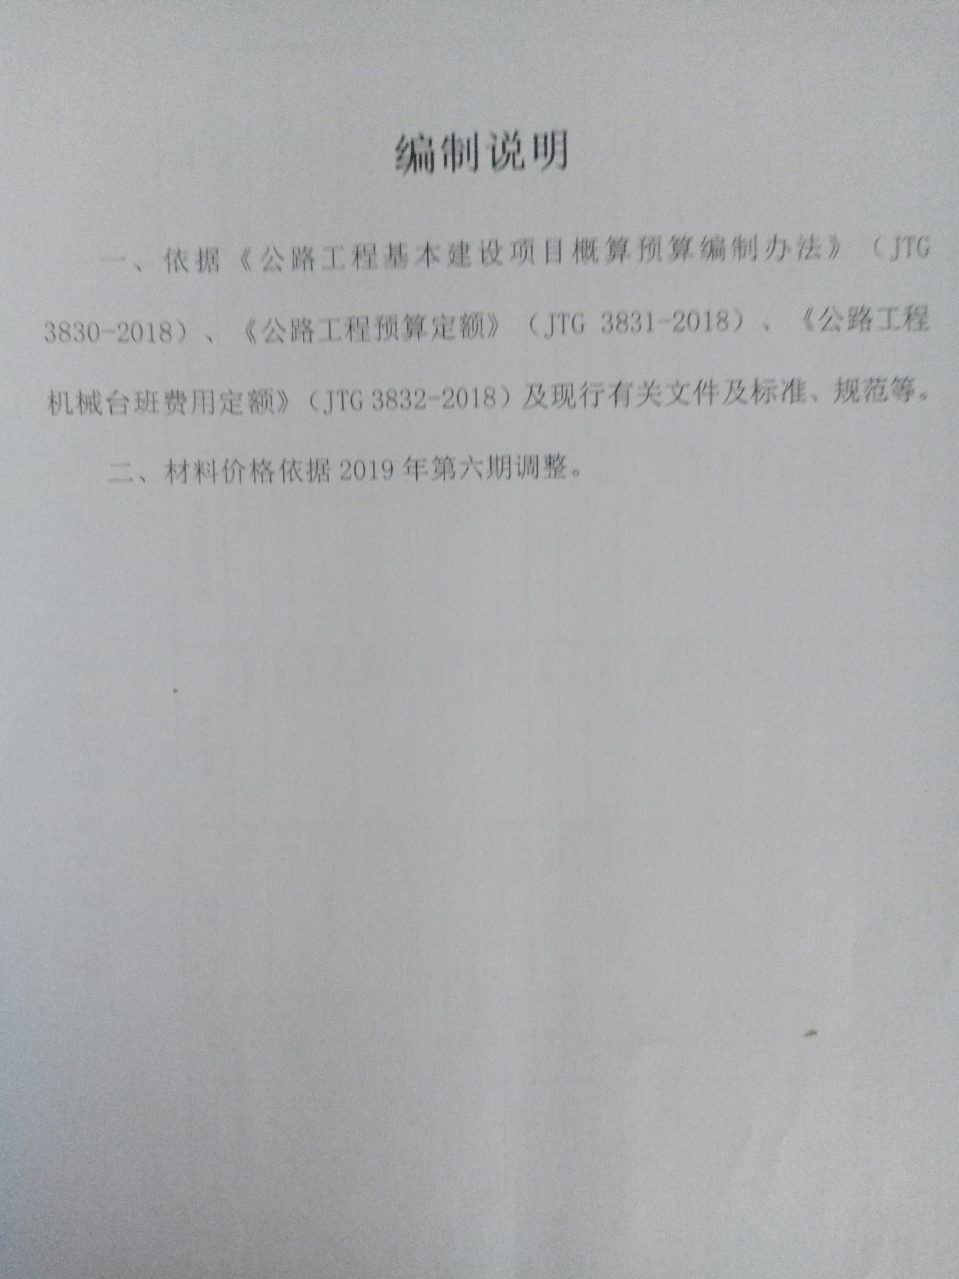 编制说明
一、依据《公路工程基本建设项目概算预算编制办法》（JTG
3830-2018）、《公路工程预算定额》（JTG 3831-2018）、《公路工程
机械台班费用定额》（JTG 3832-2018）及现行有关文件及标准、规范等。
二、材料价格依据 2019 年第六期调整。